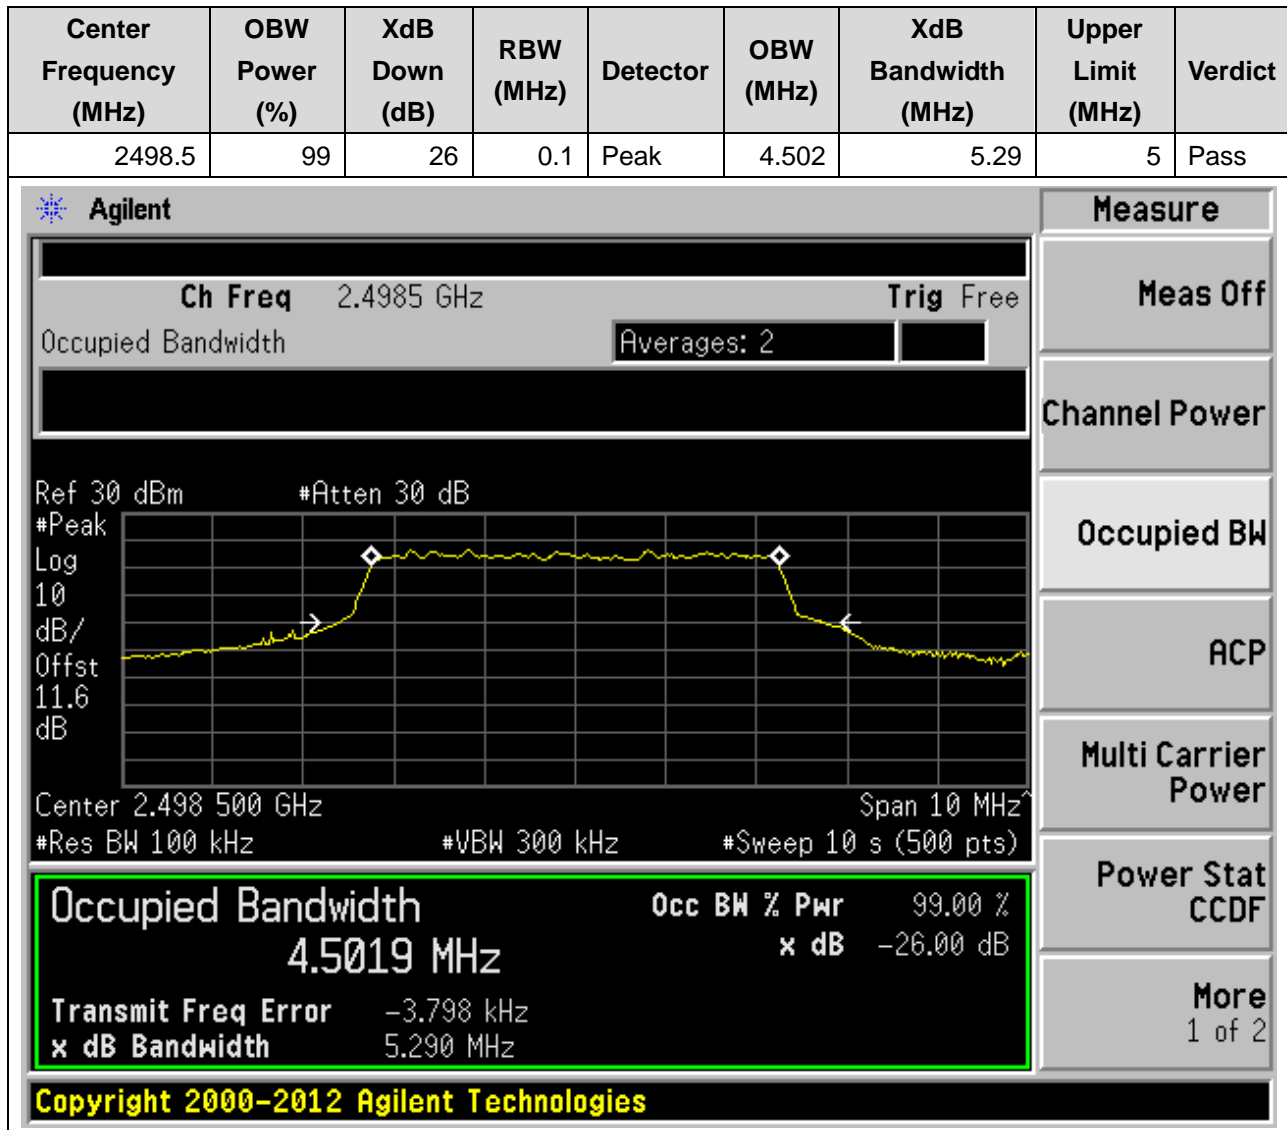 Center Frequency (MHz) OBW Power (%) XdB Down (dB) RBW (MHz) Detector OBW (MHz) XdB Bandwidth (MHz) Upper Limit (MHz) Verdict
2498.5 99 26 0.1 Peak 4.502 5.29 5 Pass
Agilent
Measure
Ch Freq 2.4985 GHz Trig Free
Meas Off
Occupied Bandwidth
Averages: 2
Channel Power
Ref 30 dBm #Atten 30 dB
#Peak
Log
10
dB/
Offst
11.6
dB
Occupied BW
ACP
Multi Carrier
Power
Center 2.498 500 GHz Span 10 MHz^
#Res BW 100 kHz #VBW 300 kHz #Sweep 10 s (500 pts)
Power Stat
CCDF
Occupied Bandwidth
4.5019 MHz
Occ BW % Pwr 99.00 %
x dB -26.00 dB
Transmit Freq Error -3.798 kHz
x dB Bandwidth 5.290 MHz
More
1 of 2
Copyright 2000-2012 Agilent Technologies